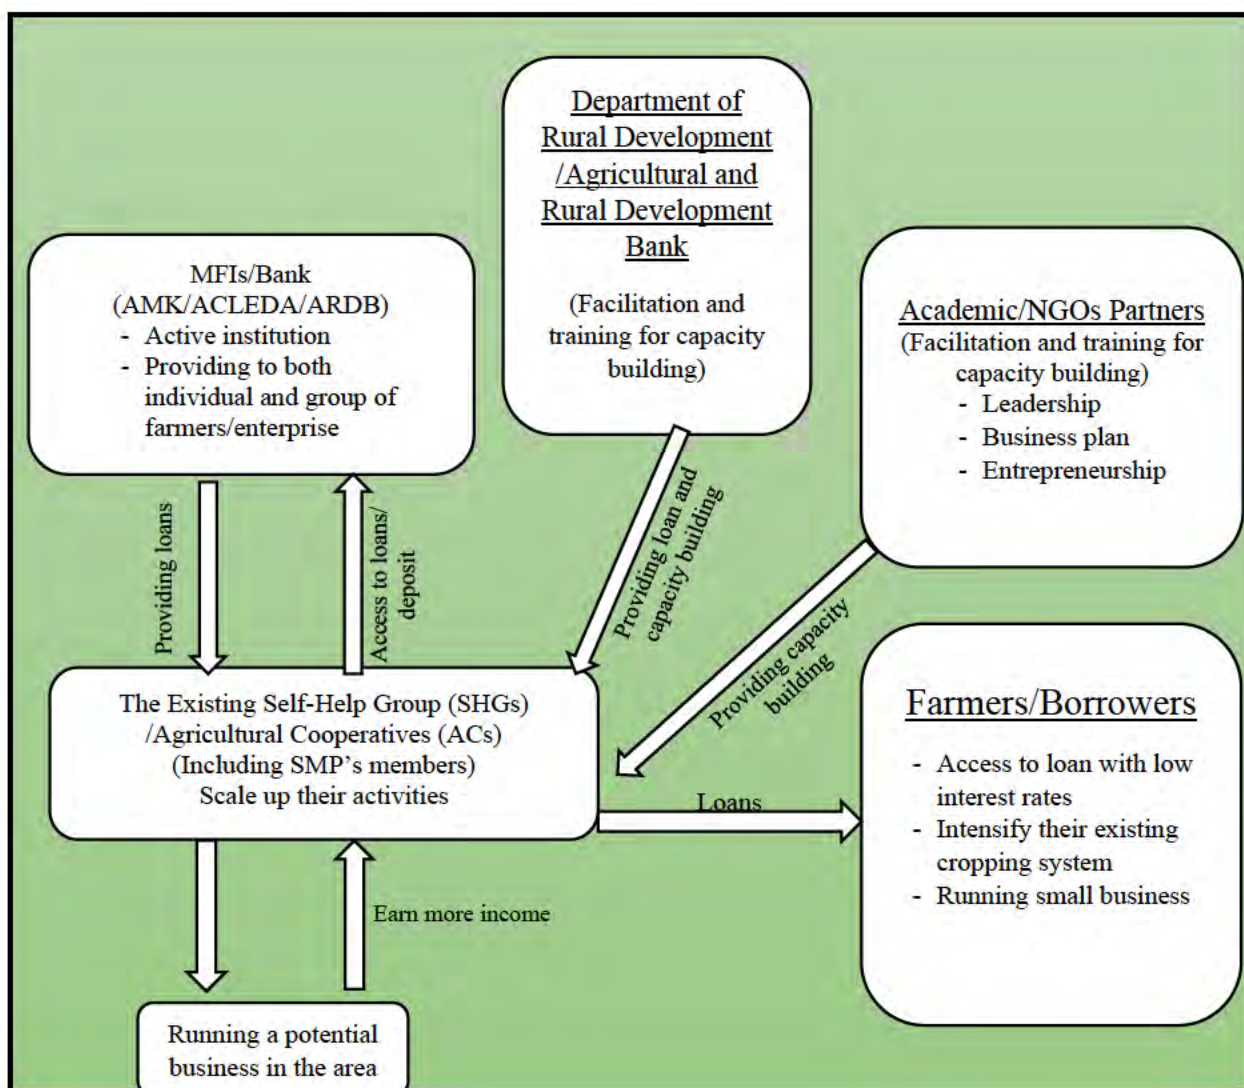 Department of
Rural Development
/Agricultural and
Rural Development
Bank
(Facilitation and
training for capacity
building)
MFIs/Bank
(AMK/ACLEDA/ARDB)
- Active institution
- Providing to both
individual and group of
farmers/enterprise
Academic/NGOs Partners
(Facilitation and training for
capacity building)
- Leadership
- Business plan
- Entrepreneurship
Providing loans
Access to loans/
deposit
Providing loan and
capacity building
Providing capacity
building
The Existing Self-Help Group (SHGs)
/Agricultural Cooperatives (ACs)
(Including SMP's members)
Scale up their activities
Loans
Farmers/Borrowers
- Access to loan with low
interest rates
- Intensify their existing
cropping system
- Running small business
Earn more income
Running a potential
business in the area